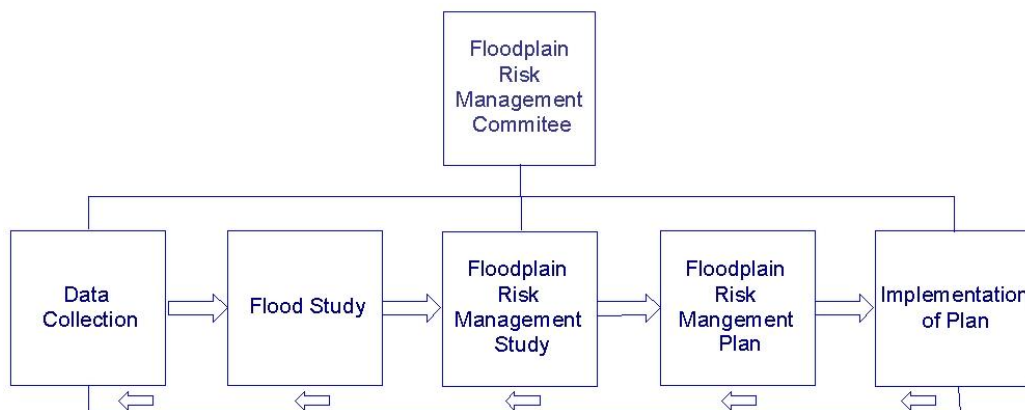 Floodplain
Risk
Management
Commitee
Data
Collection
Flood Study
Floodplain
Risk
Management
Study
Floodplain
Risk
Mangement
Plan
Implementation
of Plan